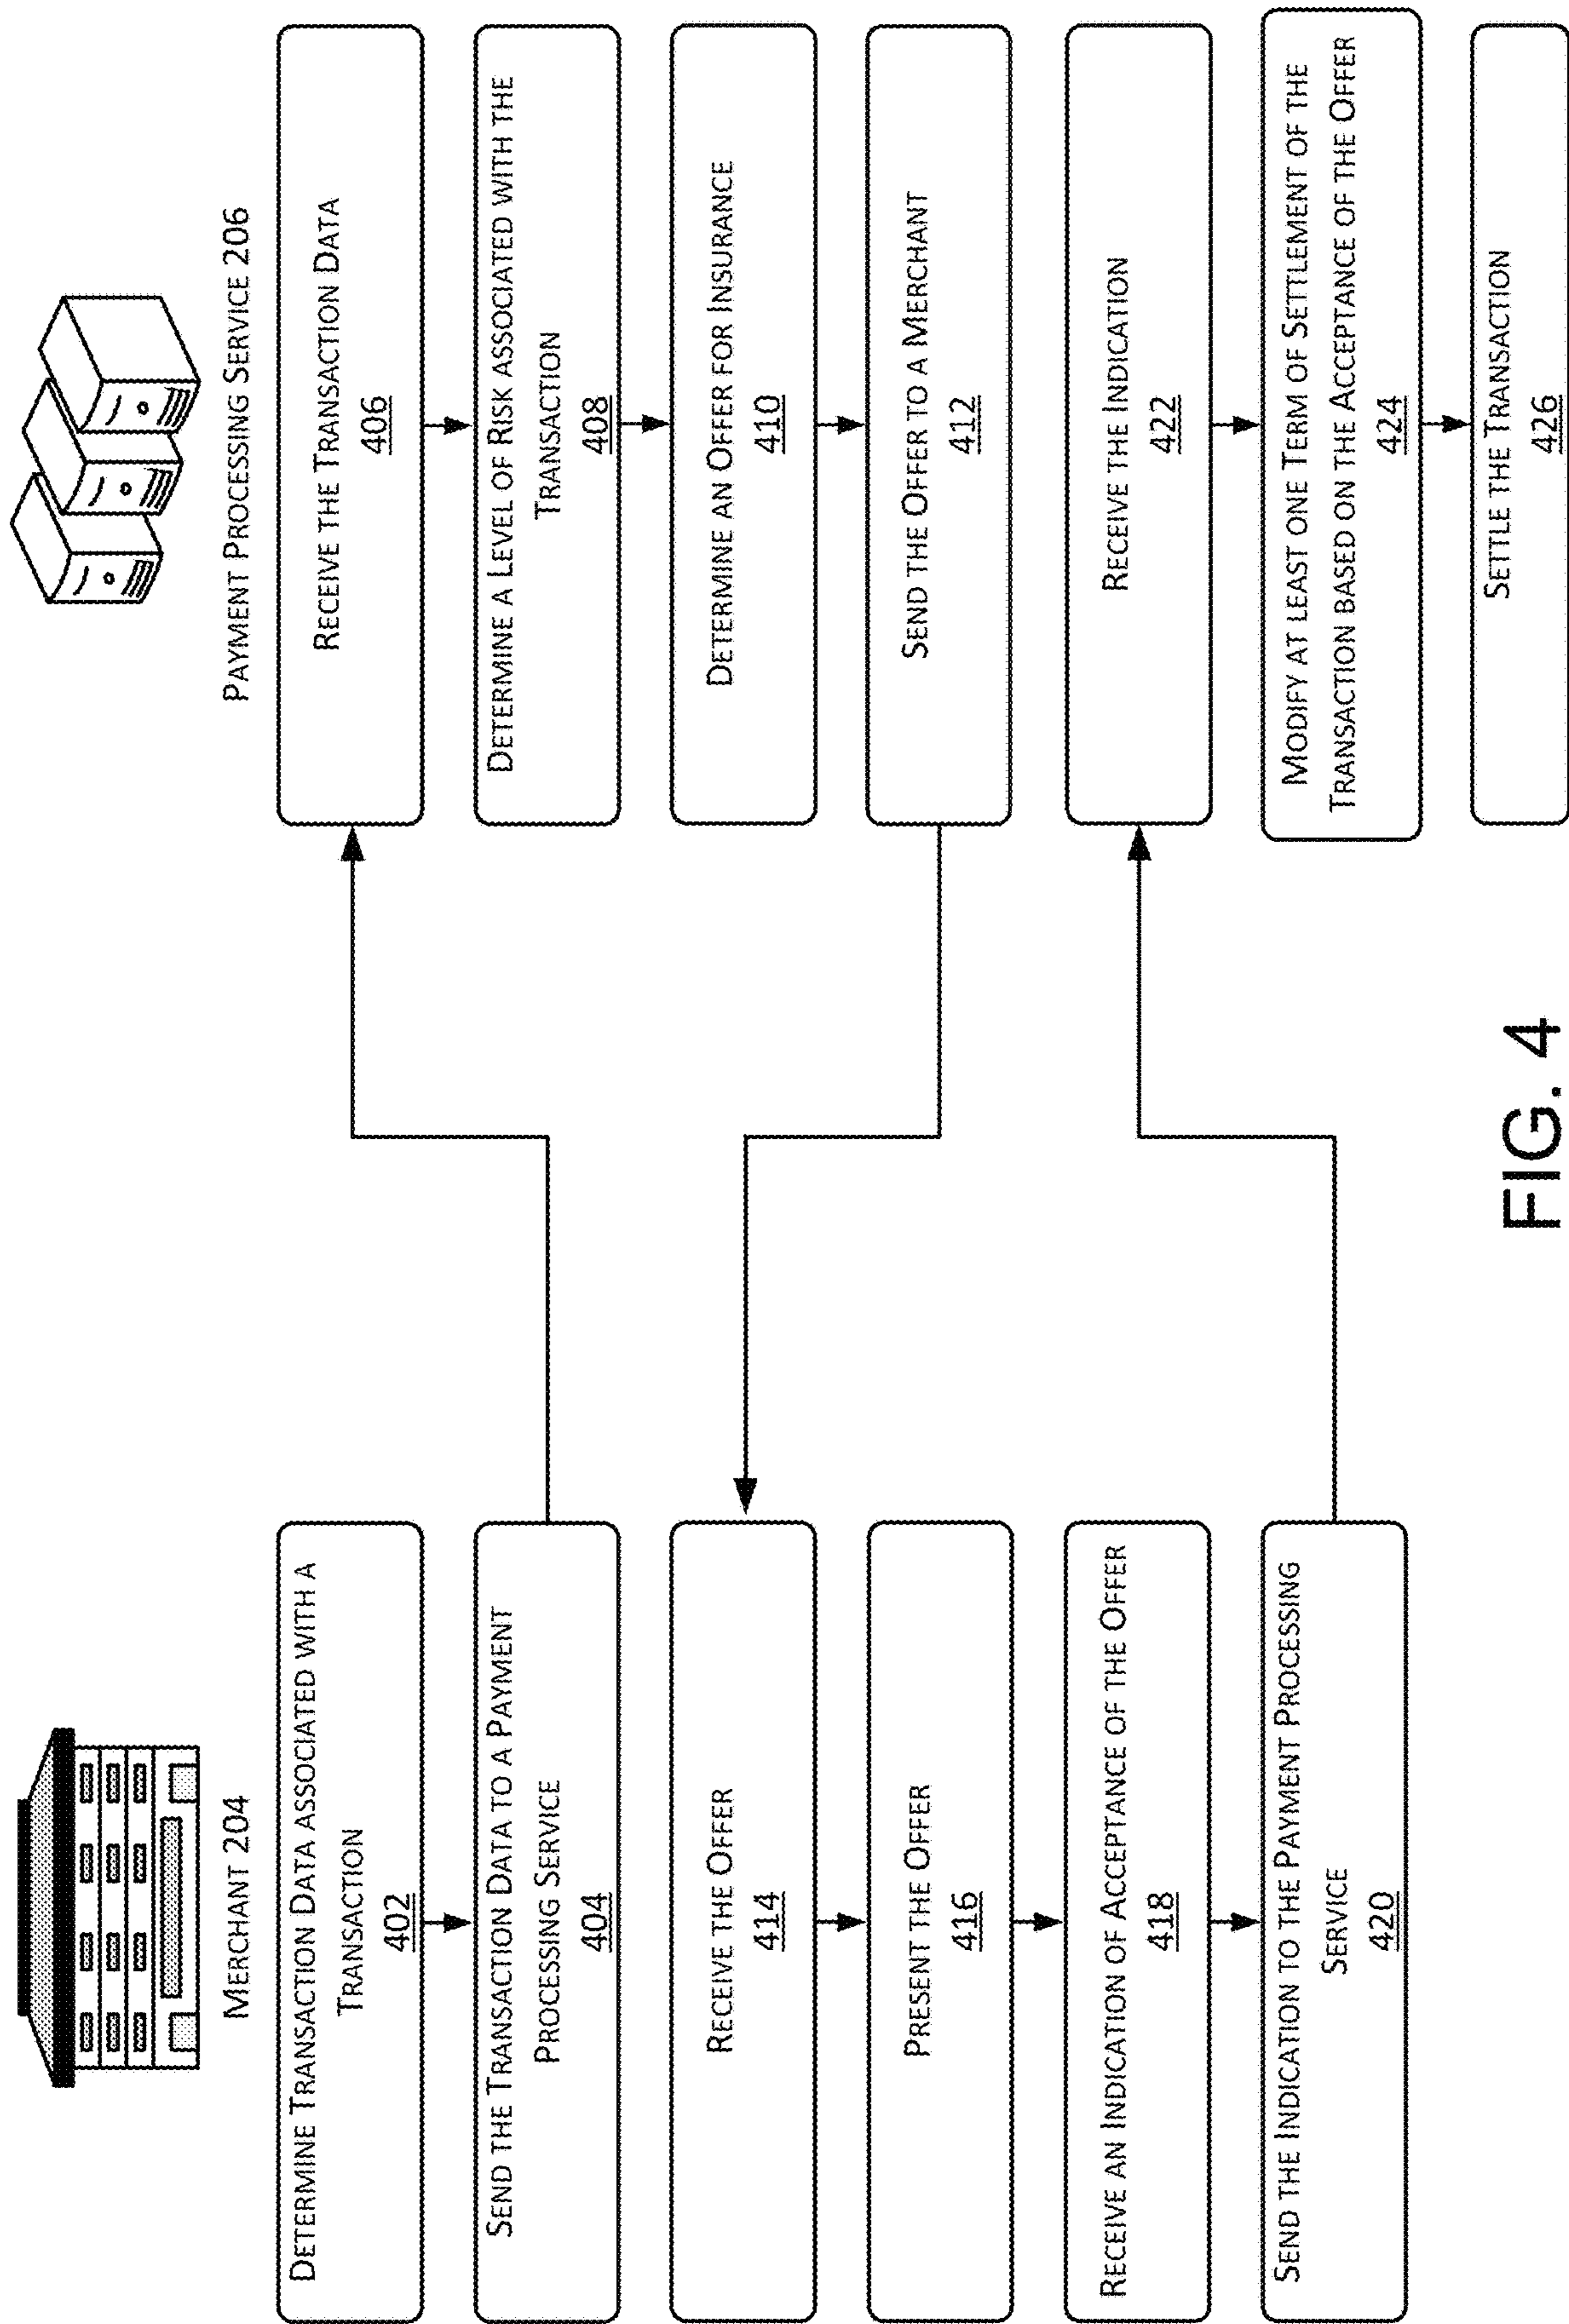 MERCHANT 204
DETERMINE TRANSACTION DATA ASSOCIATED WITH A
TRANSACTION
402
SEND THE TRANSACTION DATA TO A PAYMENT
PROCESSING SERVICE
404
RECEIVE THE OFFER
414
PRESENT THE OFFER
416
RECEIVE AN INDICATION OF ACCEPTANCE OF THE OFFER
418
SEND THE INDICATION TO THE PAYMENT PROCESSING
SERVICE
420
PAYMENT PROCESSING SERVICE 206
RECEIVE THE TRANSACTION DATA
406
DETERMINE A LEVEL OF RISK ASSOCIATED WITH THE
TRANSACTION
408
DETERMINE AN OFFER FOR INSURANCE
410
SEND THE OFFER TO A MERCHANT
412
RECEIVE THE INDICATION
422
MODIFY AT LEAST ONE TERM OF SETTLEMENT OF THE
TRANSACTION BASED ON THE ACCEPTANCE OF THE OFFER
424
SETTLE THE TRANSACTION
426
FIG. 4